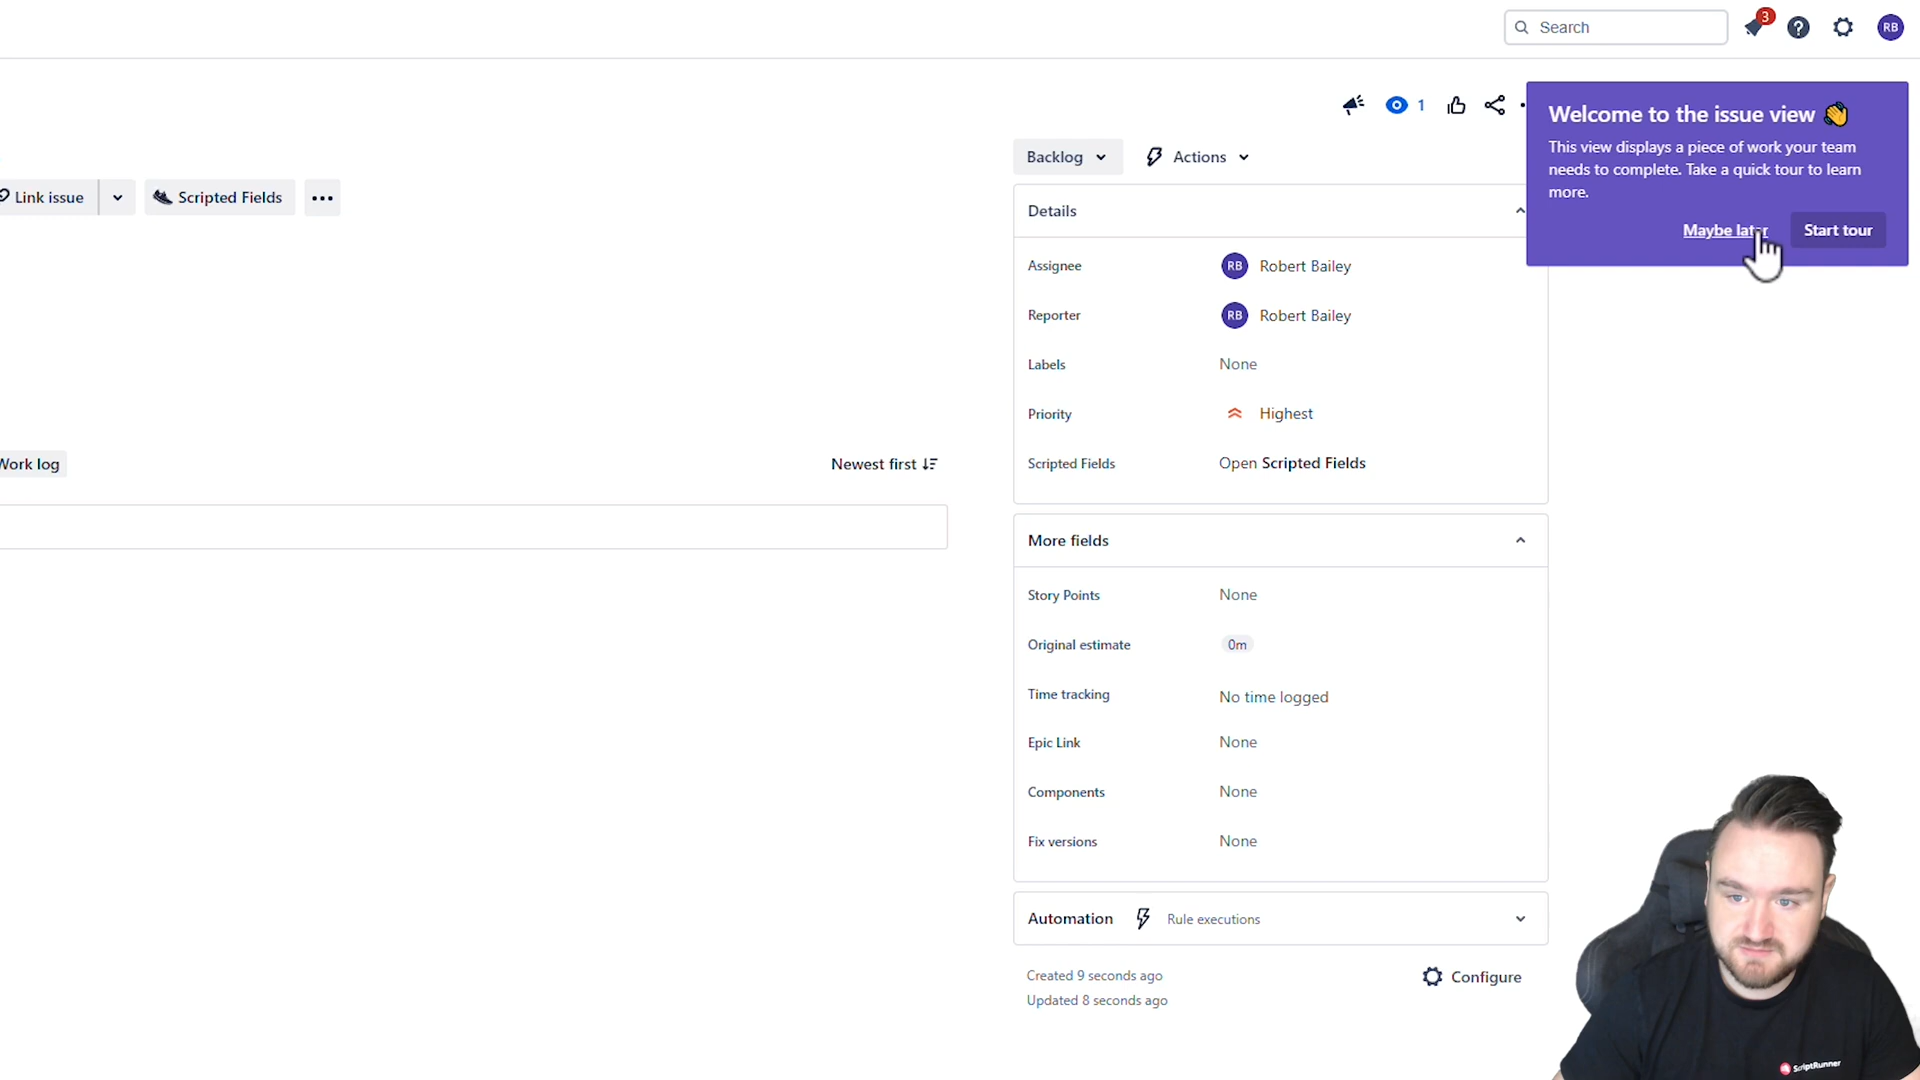 Search
3
RB
1
Welcome to the issue view
This view displays a piece of work your team
needs to complete. Take a quick tour to learn
more.
Maybe later
Start tour
Backlog
Actions
Link issue
Scripted Fields
Details
Assignee
RB
Robert Bailey
Reporter
RB
Robert Bailey
Labels
None
Priority
Highest
Scripted Fields
Open Scripted Fields
Work log
Newest first
More fields
Story Points
None
Original estimate
0m
Time tracking
No time logged
Epic Link
None
Components
None
Fix versions
None
Automation
Rule executions
Created 9 seconds ago
Updated 8 seconds ago
Configure
ScriptRunner